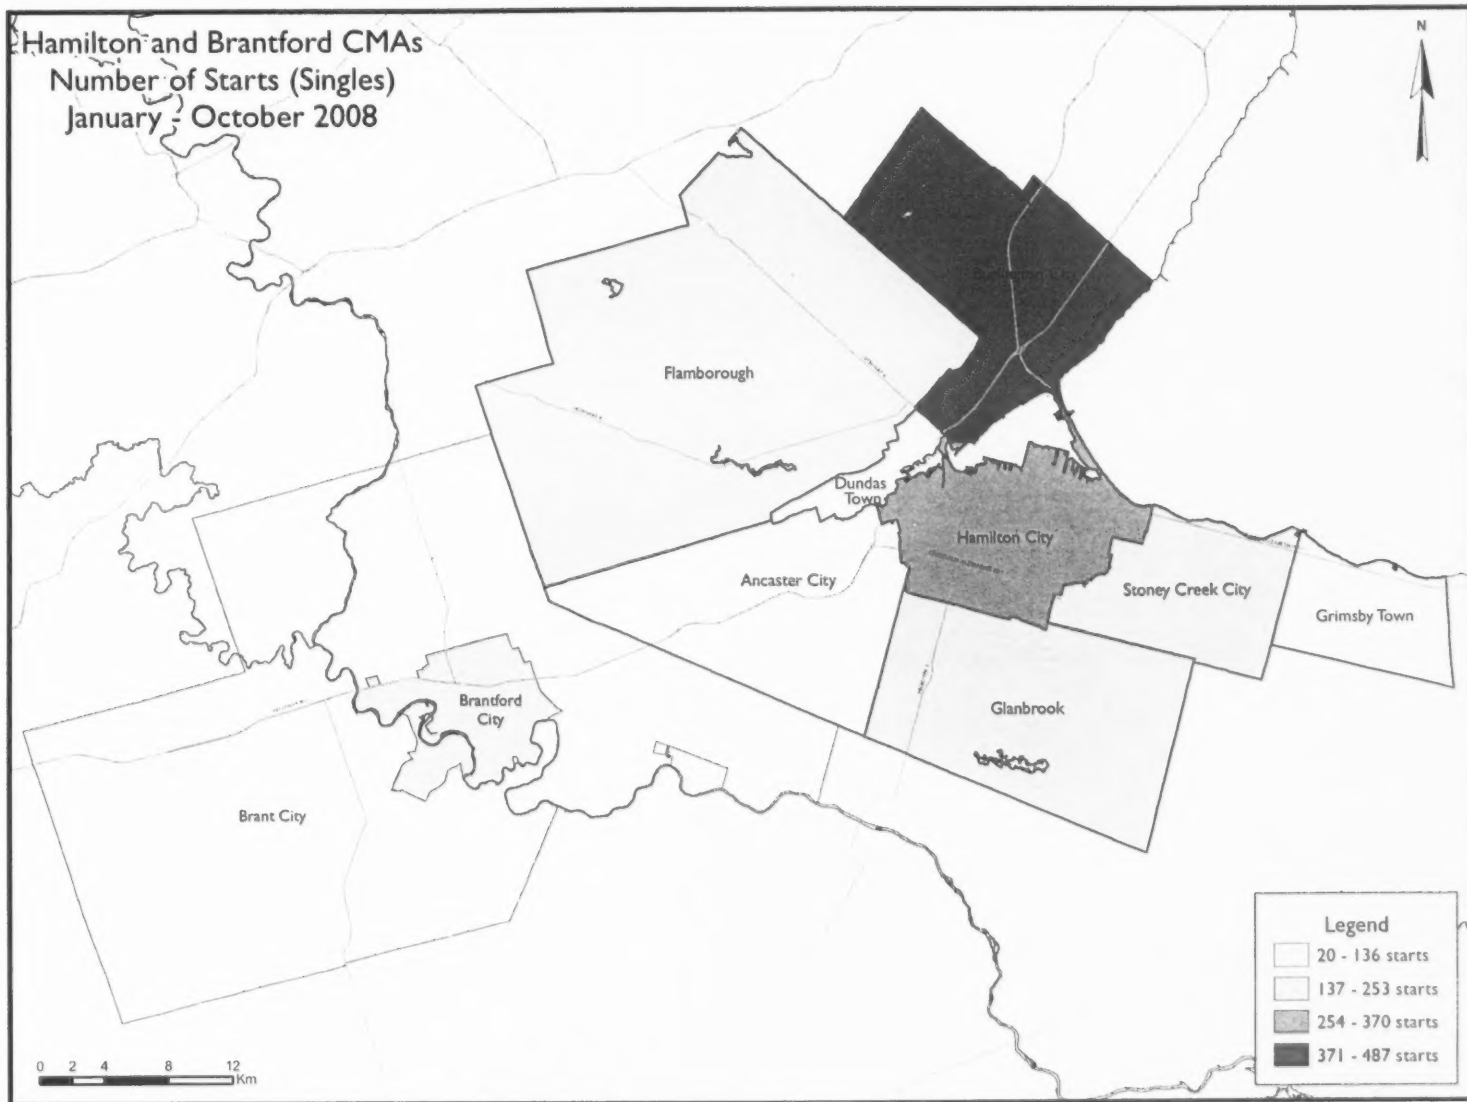 Hamilton and Brantford CMAs
Number of Starts (Singles)
January - October 2008
N
Burlington City
Flamborough
Dundas
Town
Hamilton City
Ancaster City
Stoney Creek City
Grimsby Town
Brantford
City
Glanbrook
Brant City
Legend
20 - 136 starts
137 - 253 starts
254 - 370 starts
371 - 487 starts
0 2 4 8 12
Km